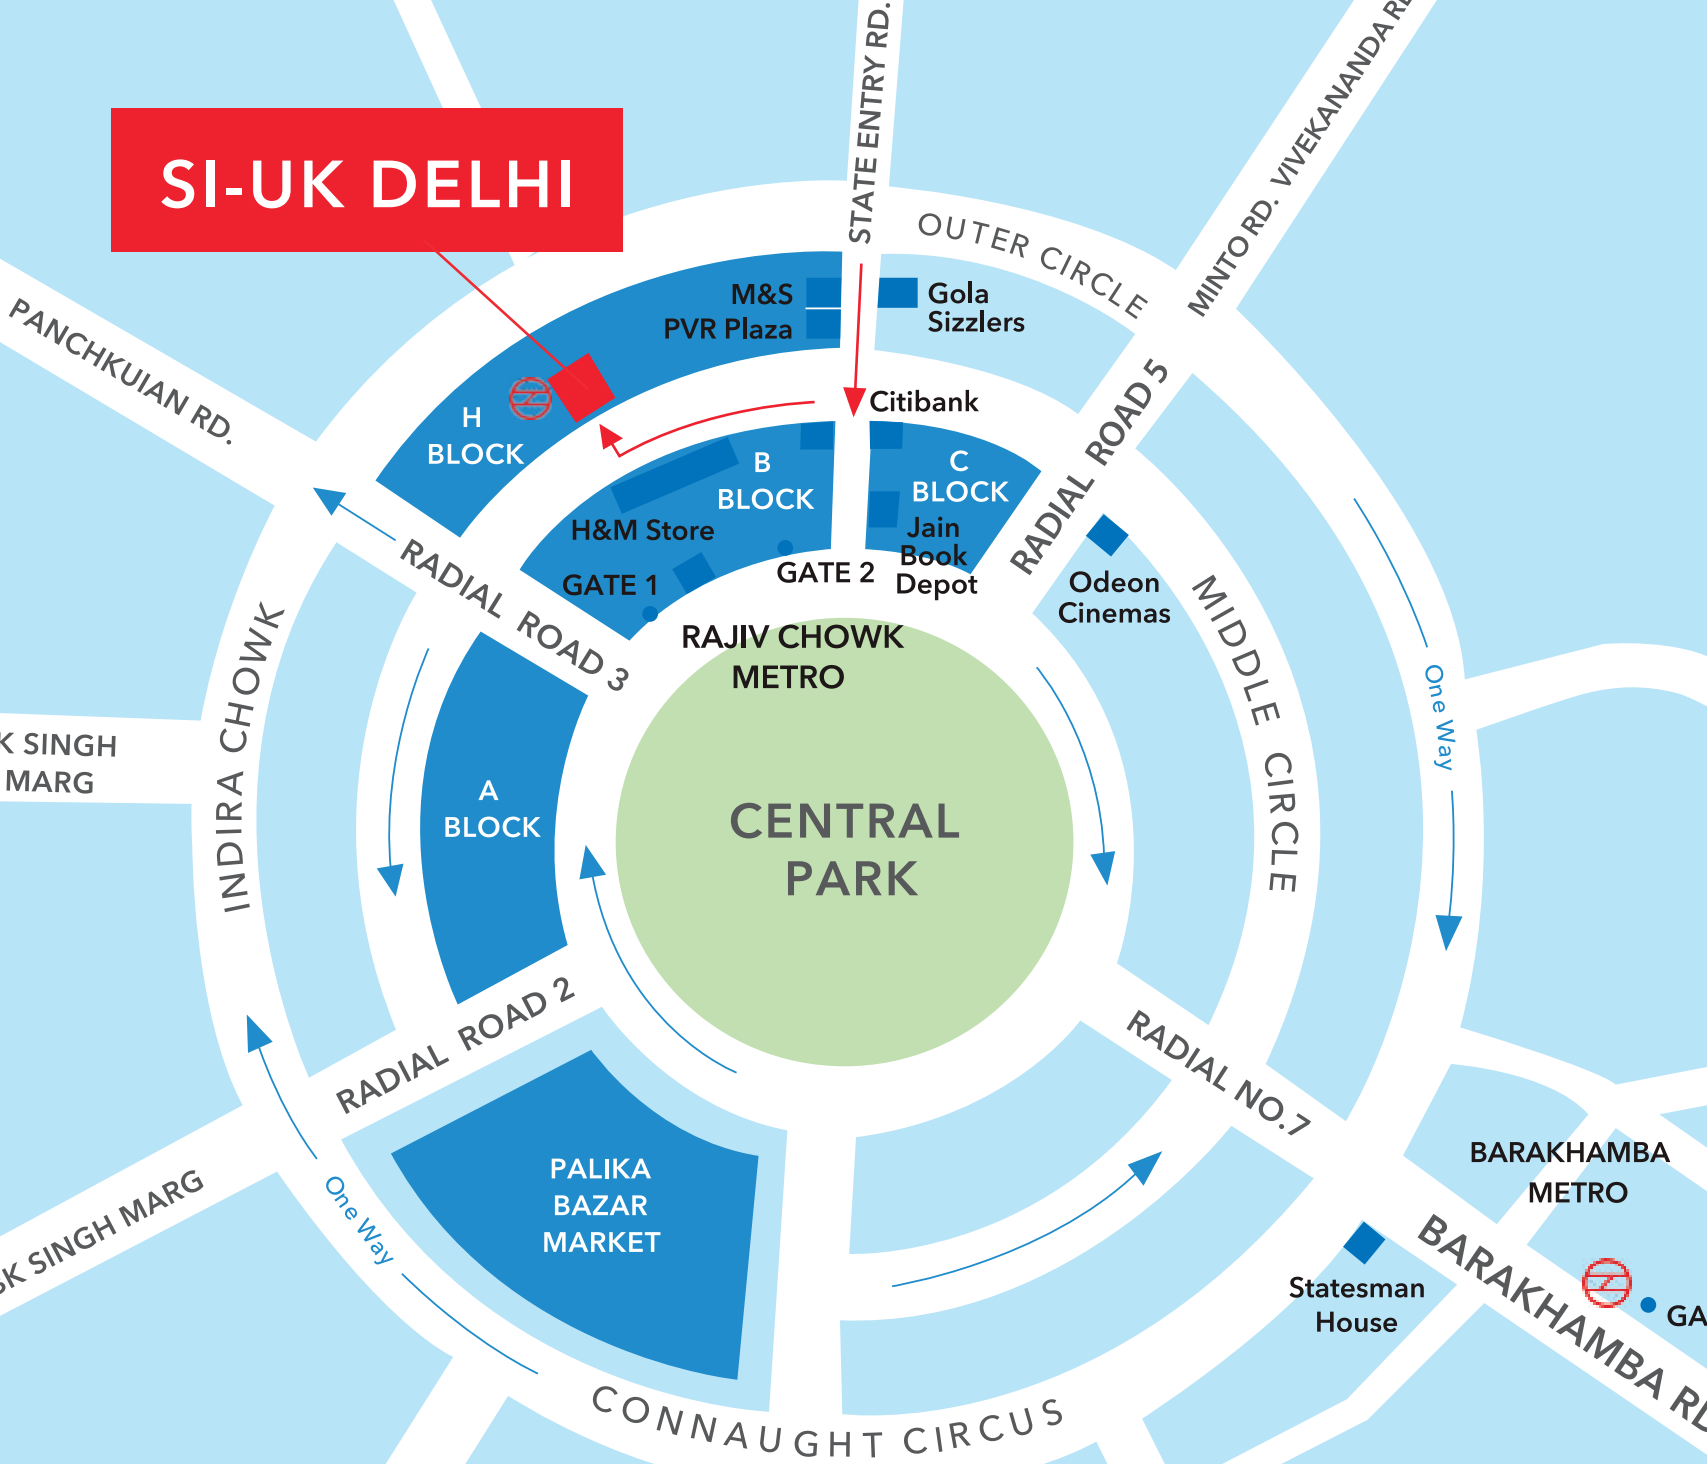 STATE ENTRY RD.
MINTO RD. VIVEKANANDA
SI-UK DELHI
OUTER CIRCLE
M&S
PVR Plaza
Gola
Sizzlers
PANCHKUIAN RD.
Citibank
H
BLOCK
B
BLOCK
C
BLOCK
RADIAL ROAD 5
H&M Store
Jain
Book
Depot
GATE 1
GATE 2
Odeon
Cinemas
RADIAL ROAD 3
RAJIV CHOWK
METRO
MIDDLE CIRCLE
INDIRA CHOWK
One Way
K SINGH
MARG
A
BLOCK
CENTRAL
PARK
RADIAL ROAD 2
RADIAL NO.7
SK SINGH MARG
One Way
PALIKA
BAZAR
MARKET
BARAKHAMBA
METRO
Statesman
House
BARAKHAMBA RD
GA
CONNAUGHT CIRCUS